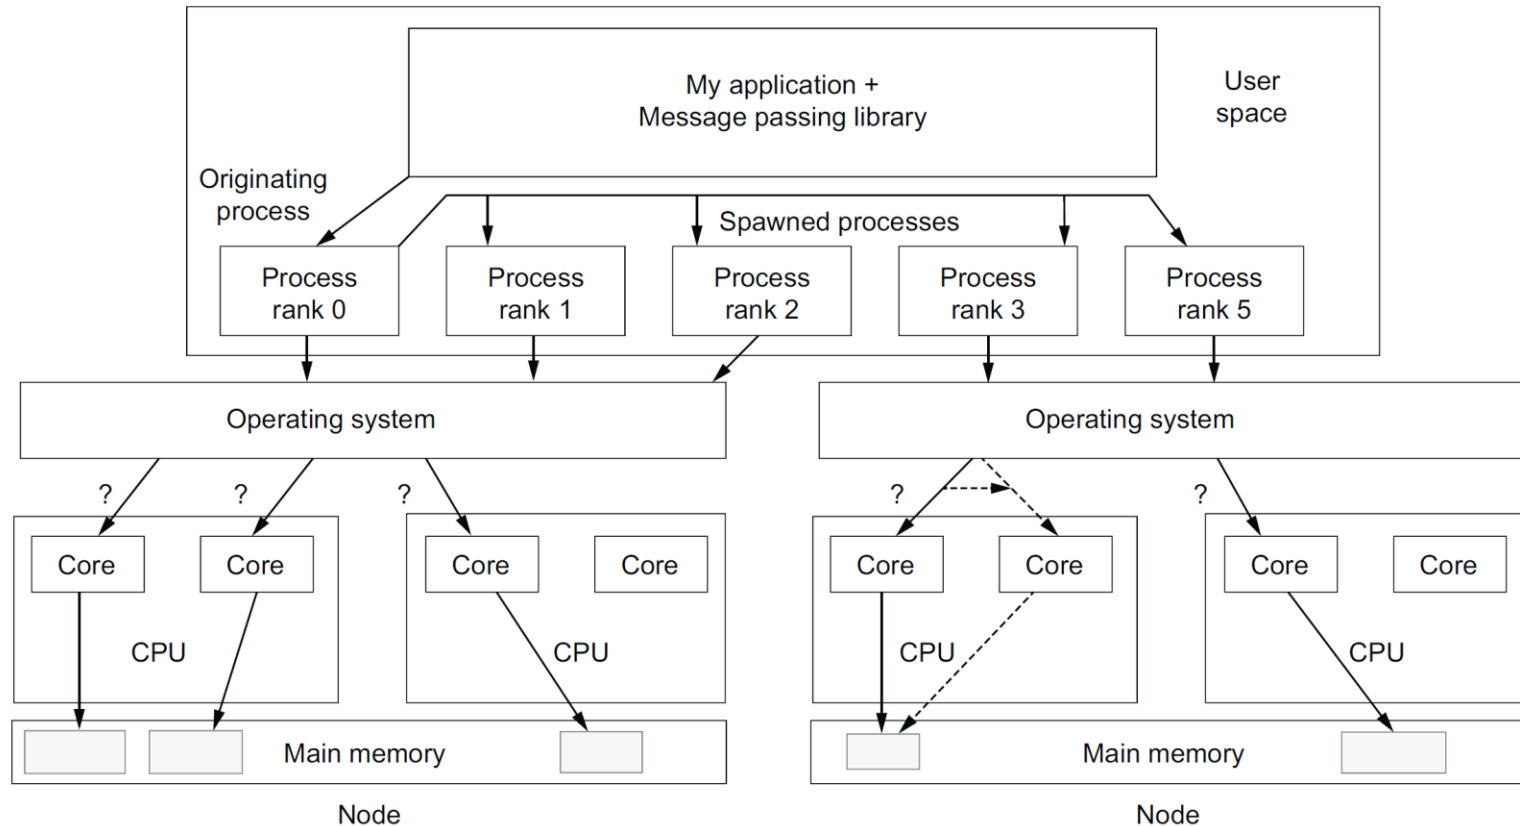 My application +
Message passing library
User
space
Originating
process
Spawned processes
Process
rank 0
Process
rank 1
Process
rank 2
Process
rank 3
Process
rank 5
Operating system
Operating system
?
?
?
?
?
Core
Core
Core
Core
Core
Core
Core
Core
CPU
CPU
CPU
CPU
Main memory
Main memory
Node
Node